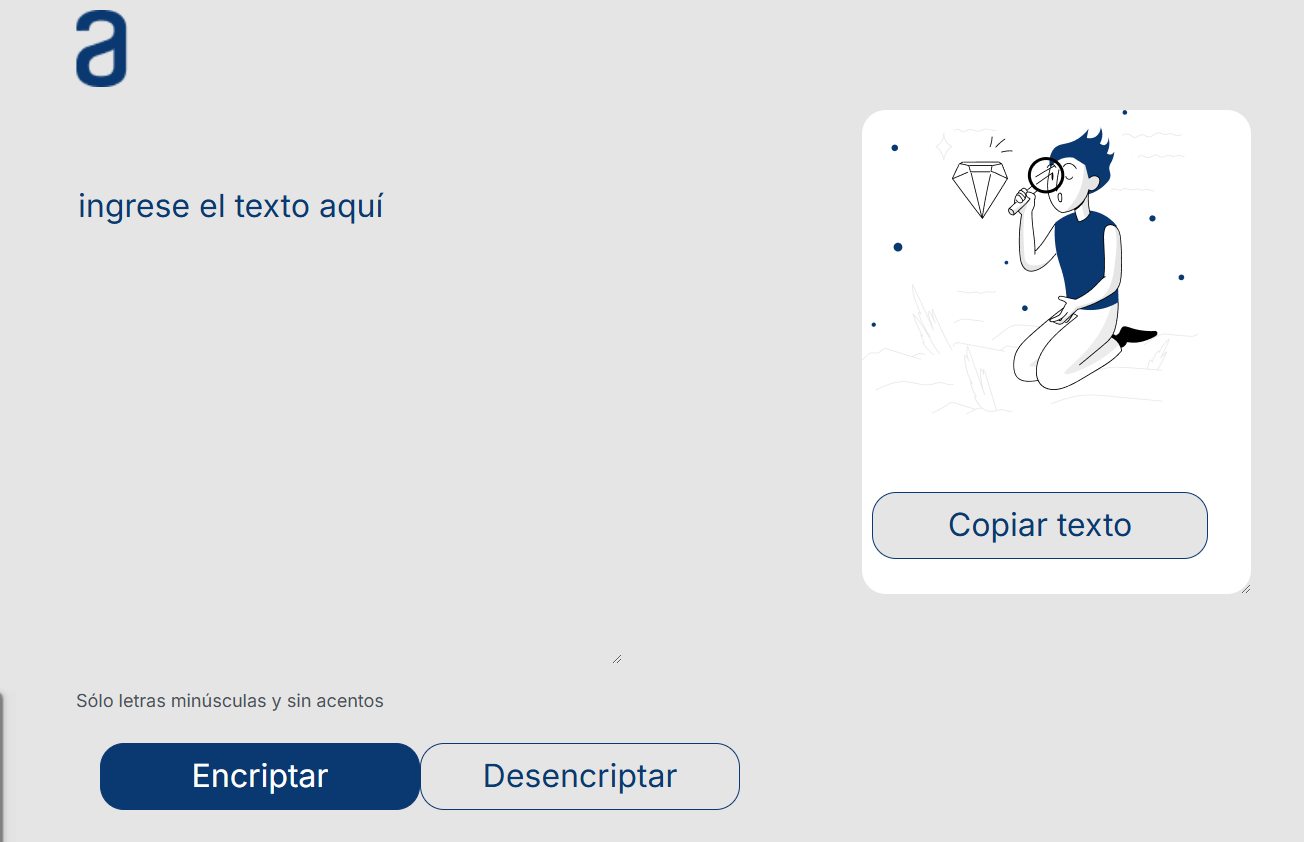 a
ingrese el texto aquí
Copiar texto
Sólo letras minúsculas y sin acentos
Encriptar
Desencriptar